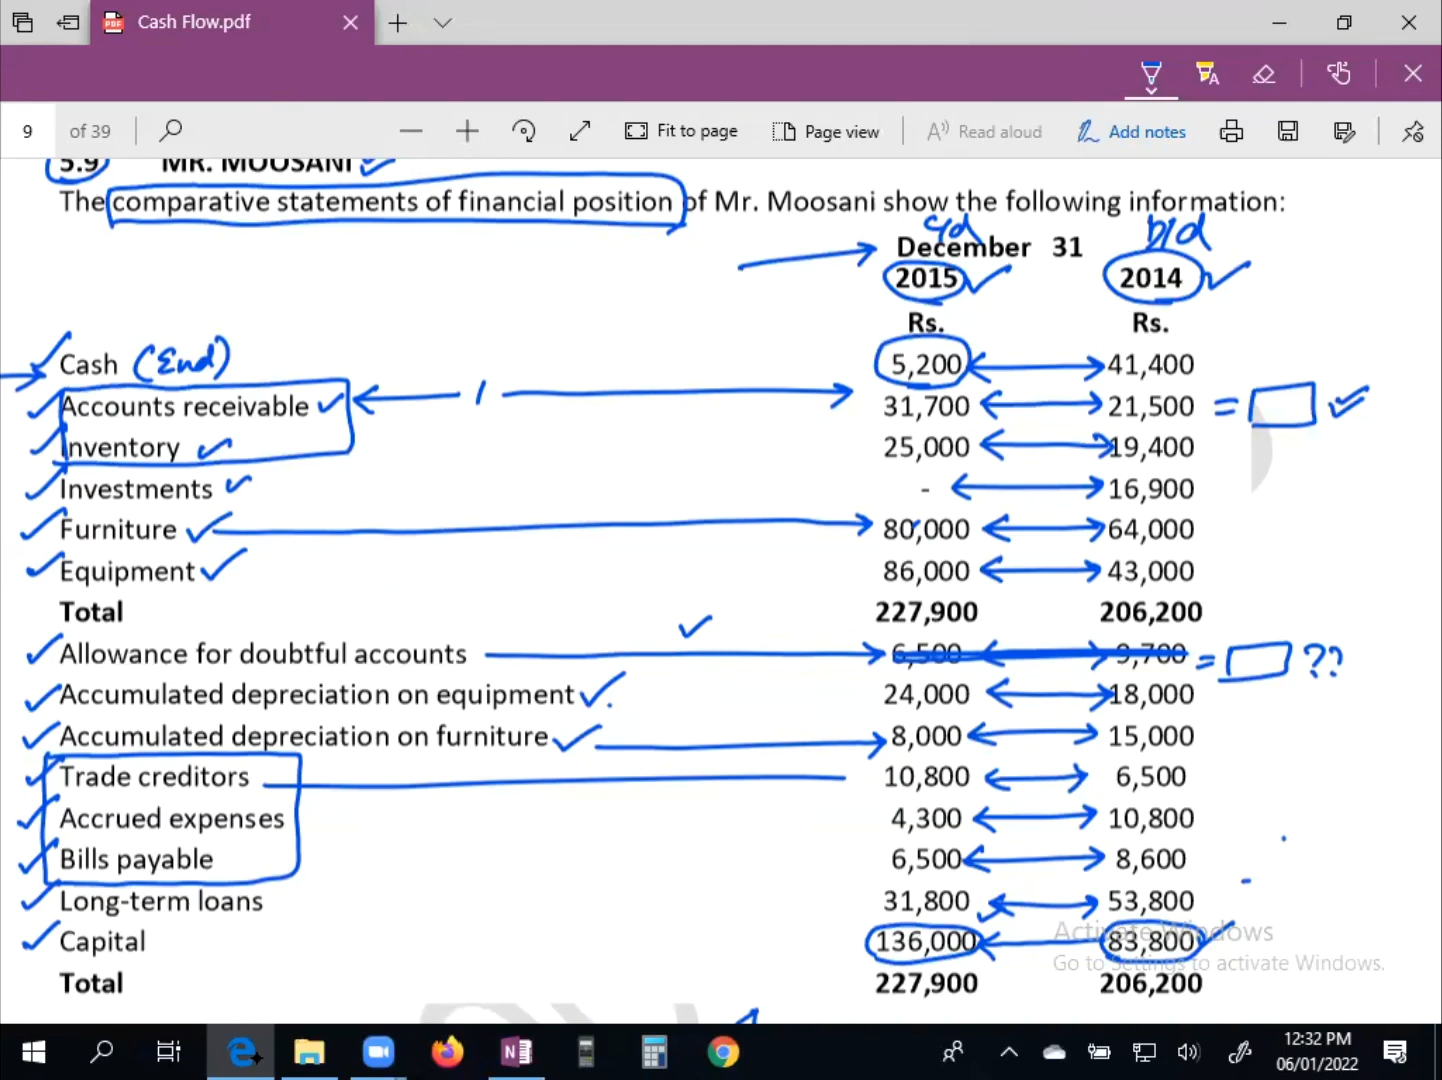 Cash Flow.pdf
9 of 39 Fit to page Page view Read aloud Add notes
5.9 MR. MOOSANI
The comparative statements of financial position of Mr. Moosani show the following information:
c/d b/d
December 31
2015 2014
Rs. Rs.
Cash (End) 5,200 41,400
Accounts receivable 31,700 21,500 =
Inventory 25,000 19,400
Investments - 16,900
Furniture 80,000 64,000
Equipment 86,000 43,000
Total 227,900 206,200
Allowance for doubtful accounts 6,500 9,700 = ??
Accumulated depreciation on equipment 24,000 18,000
Accumulated depreciation on furniture 8,000 15,000
Trade creditors 10,800 6,500
Accrued expenses 4,300 10,800
Bills payable 6,500 8,600
Long-term loans 31,800 53,800
Capital 136,000 83,800
Total 227,900 206,200
Activate Windows
Go to Settings to activate Windows.
12:32 PM
06/01/2022